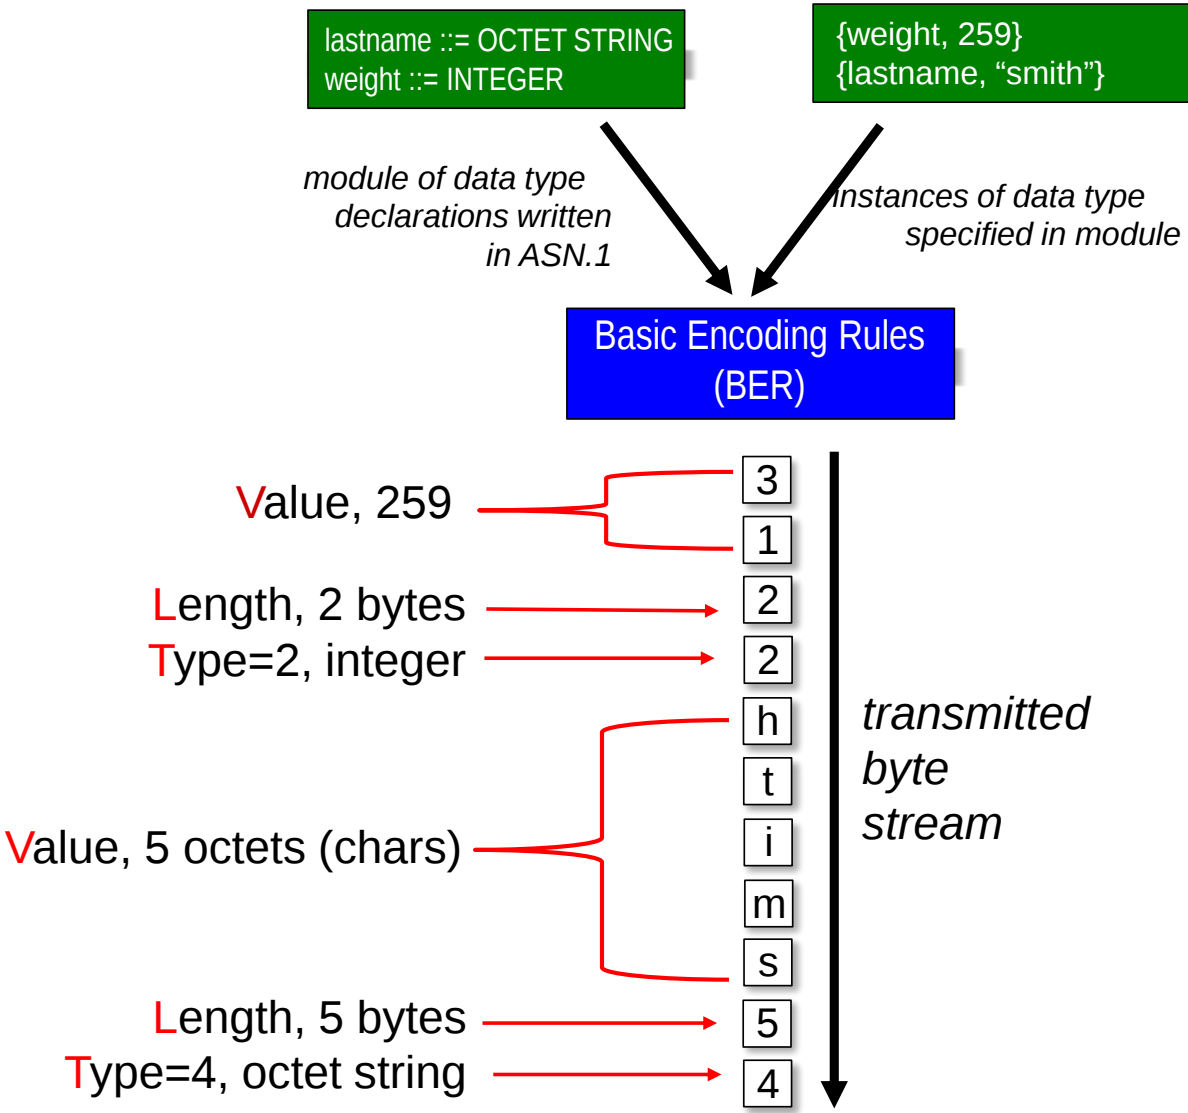 lastname ::= OCTET STRING
weight ::= INTEGER
{weight, 259}
{lastname, “smith”}
module of data type
declarations written
in ASN.1
instances of data type
specified in module
Basic Encoding Rules
(BER)
Value, 259
3
1
Length, 2 bytes
2
Type=2, integer
2
h
t
i
m
s
Value, 5 octets (chars)
transmitted
byte
stream
Length, 5 bytes
5
Type=4, octet string
4